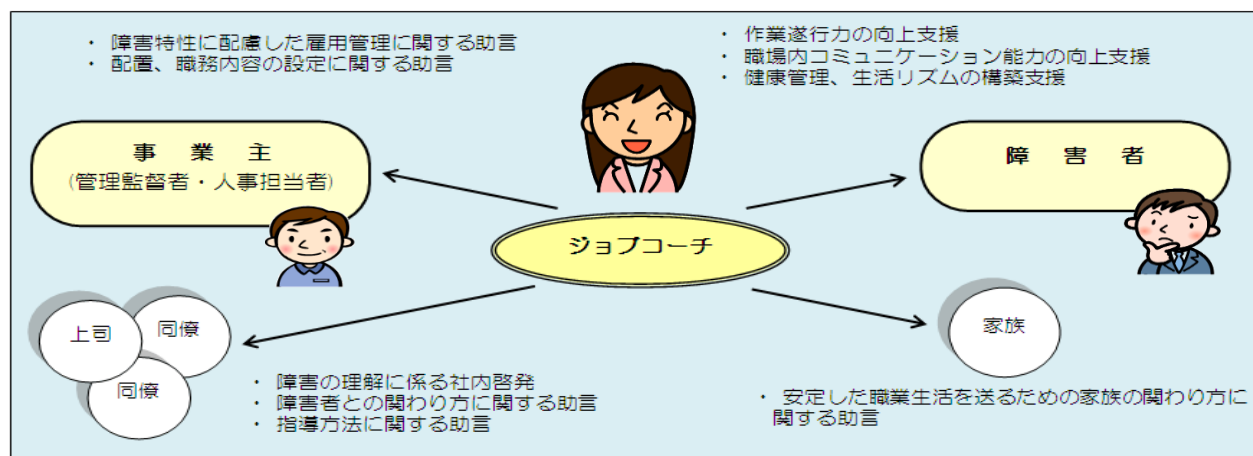 ・ 障害特性に配慮した雇用管理に関する助言
・ 配置、職務内容の設定に関する助言
・ 作業遂行力の向上支援
・ 職場内コミュニケーション能力の向上支援
・ 健康管理、生活リズムの構築支援
事 業 主
(管理監督者・人事担当者)
障 害 者
ジョブコーチ
上司
同僚
同僚
家族
・ 障害の理解に係る社内啓発
・ 障害者との関わり方に関する助言
・ 指導方法に関する助言
・ 安定した職業生活を送るための家族の関わり方に
関する助言